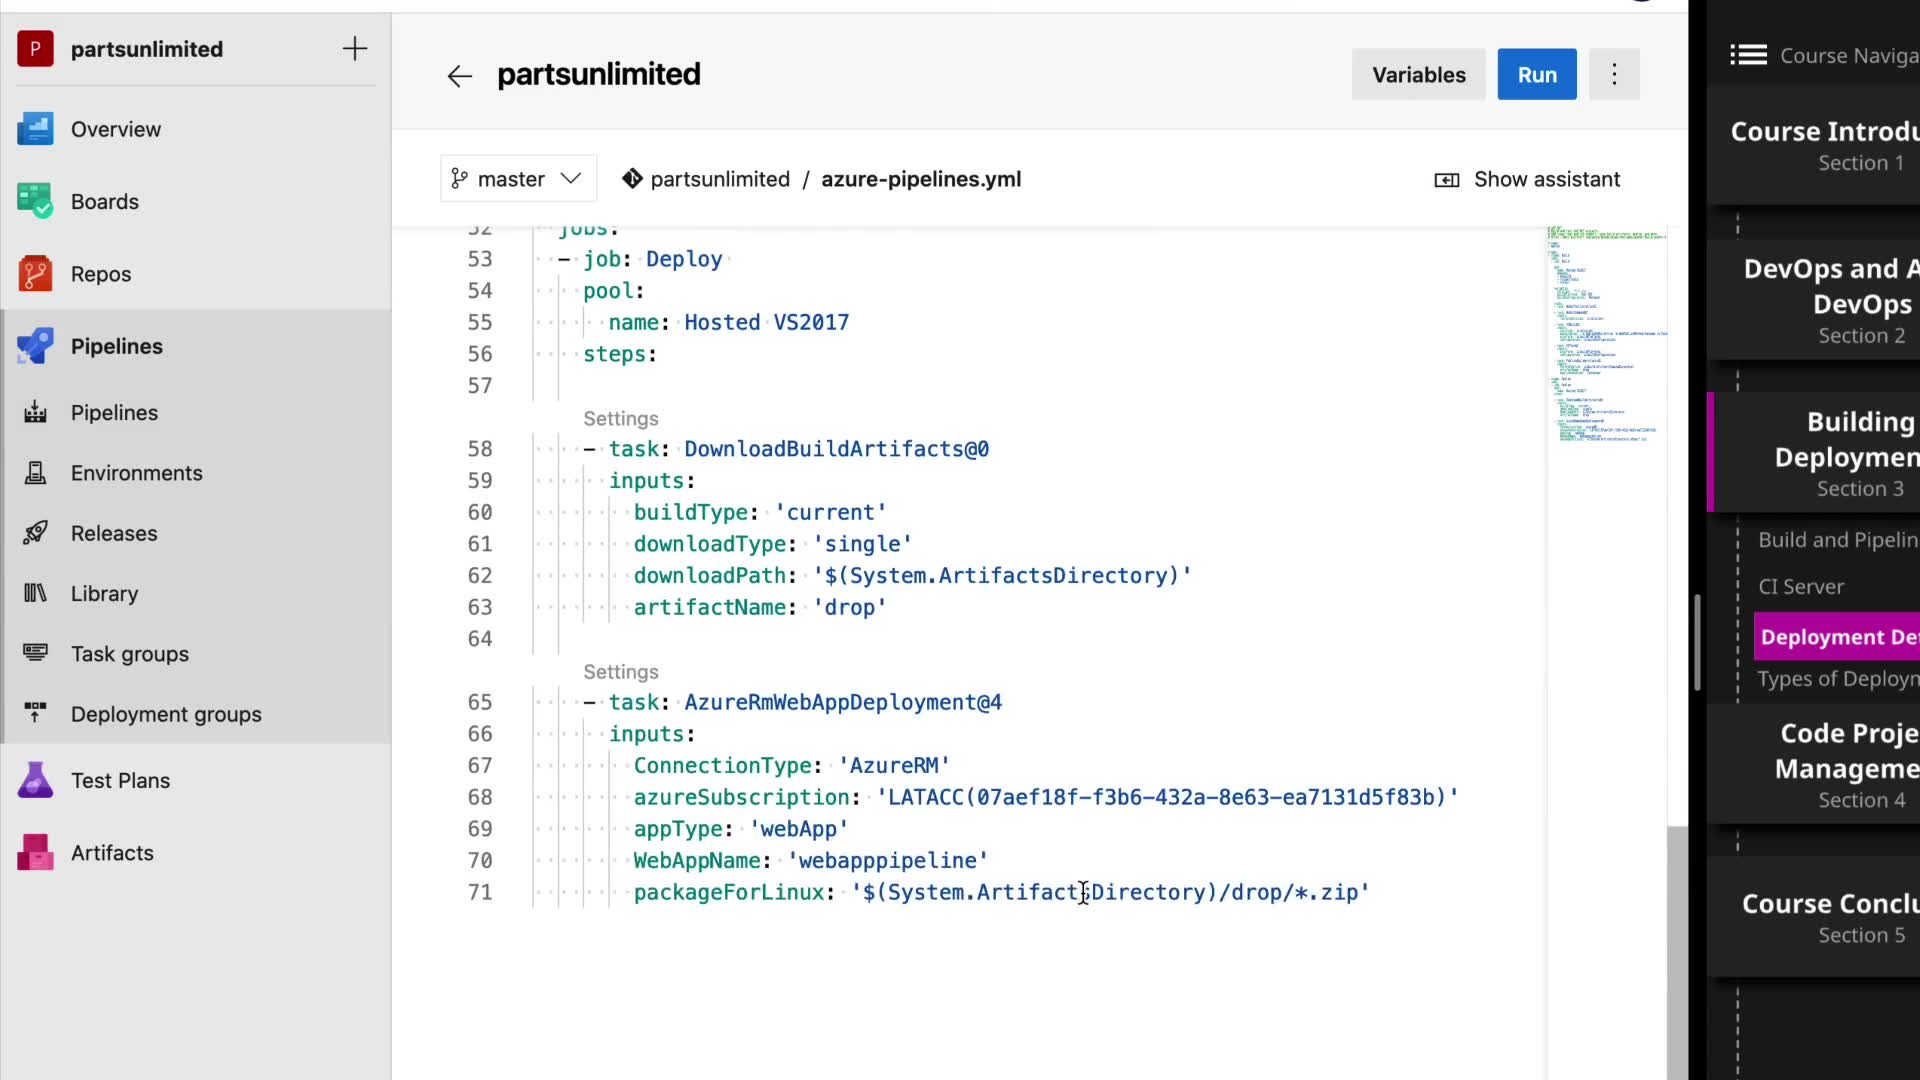 P partsunlimited
Overview
Boards
Repos
Pipelines
Pipelines
Environments
Releases
Library
Task groups
Deployment groups
Test Plans
Artifacts
partsunlimited
Variables
Run
master
partsunlimited / azure-pipelines.yml
Show assistant
52 jobs:
53 - job: Deploy
54 pool:
55 name: Hosted VS2017
56 steps:
57
Settings
58 - task: DownloadBuildArtifacts@0
59 inputs:
60 buildType: 'current'
61 downloadType: 'single'
62 downloadPath: '$(System.ArtifactsDirectory)'
63 artifactName: 'drop'
64
Settings
65 - task: AzureRmWebAppDeployment@4
66 inputs:
67 ConnectionType: 'AzureRM'
68 azureSubscription: 'LATACC(07aef18f-f3b6-432a-8e63-ea7131d5f83b)'
69 appType: 'webApp'
70 WebAppName: 'webapppipeline'
71 packageForLinux: '$(System.ArtifactsDirectory)/drop/*.zip'
Course Naviga
Course Introdu
Section 1
DevOps and A
DevOps
Section 2
Building
Deploymen
Section 3
Build and Pipelin
CI Server
Deployment Det
Types of Deploym
Code Proje
Manageme
Section 4
Course Conclu
Section 5